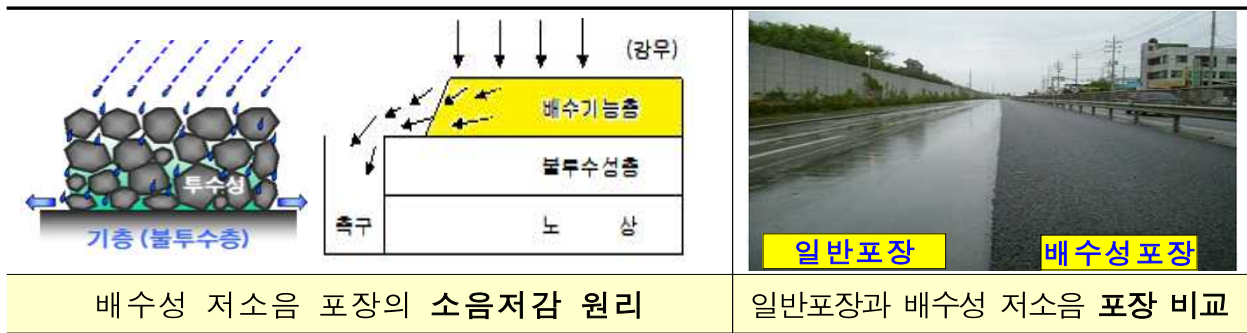 (강우)
배수기능층
투수성
불투수성층
기층 (불투수층)
측구
노 상
일반포장
배수성포장
배수성 저소음 포장의 소음저감 원리
일반포장과 배수성 저소음 포장 비교